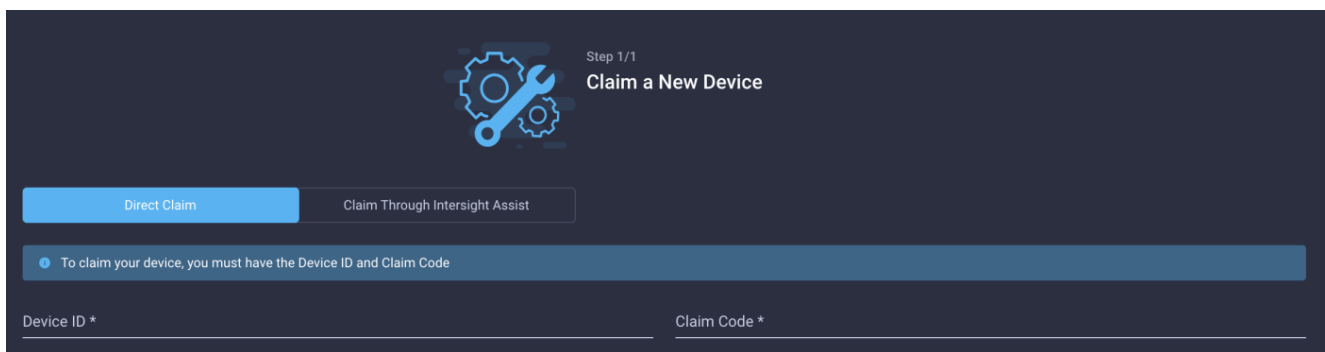 Step 1/1
Claim a New Device
Direct Claim
Claim Through Intersight Assist
To claim your device, you must have the Device ID and Claim Code
Device ID *
Claim Code *